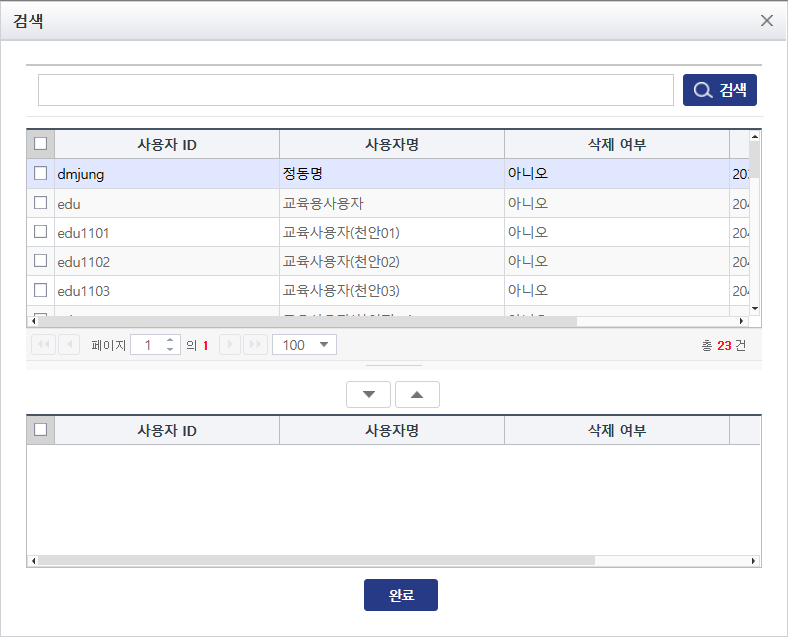 검색
검색
사용자 ID 사용자명 삭제 여부
dmjung 정동명 아니오
edu 교육용사용자 아니오
edu1101 교육사용자(천안01) 아니오
edu1102 교육사용자(천안02) 아니오
edu1103 교육사용자(천안03) 아니오
페이지 1 의 1 100 총 23 건
사용자 ID 사용자명 삭제 여부
완료